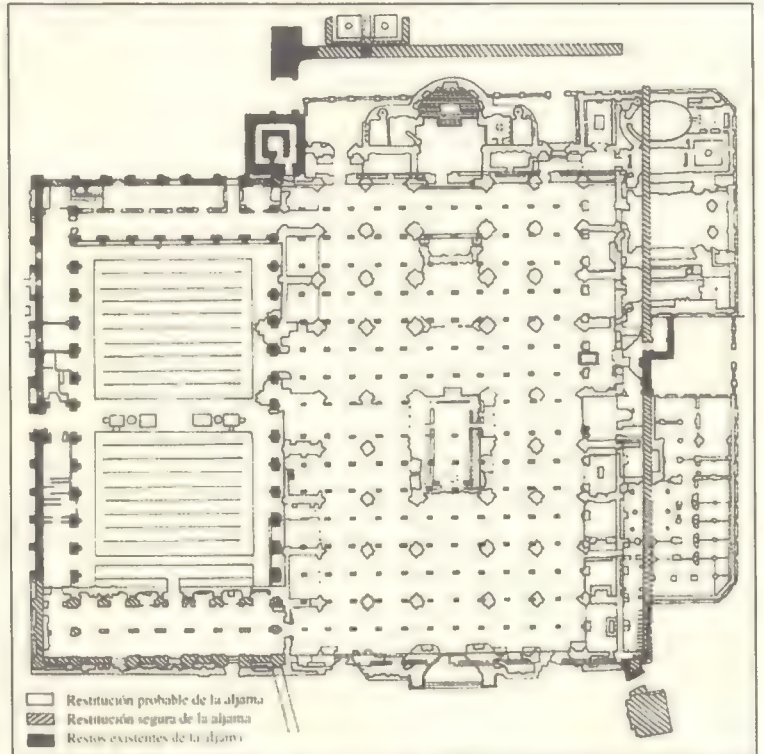 Restitución probable de la aljama
Restitución segura de la aljama
Restos existentes de la aljama